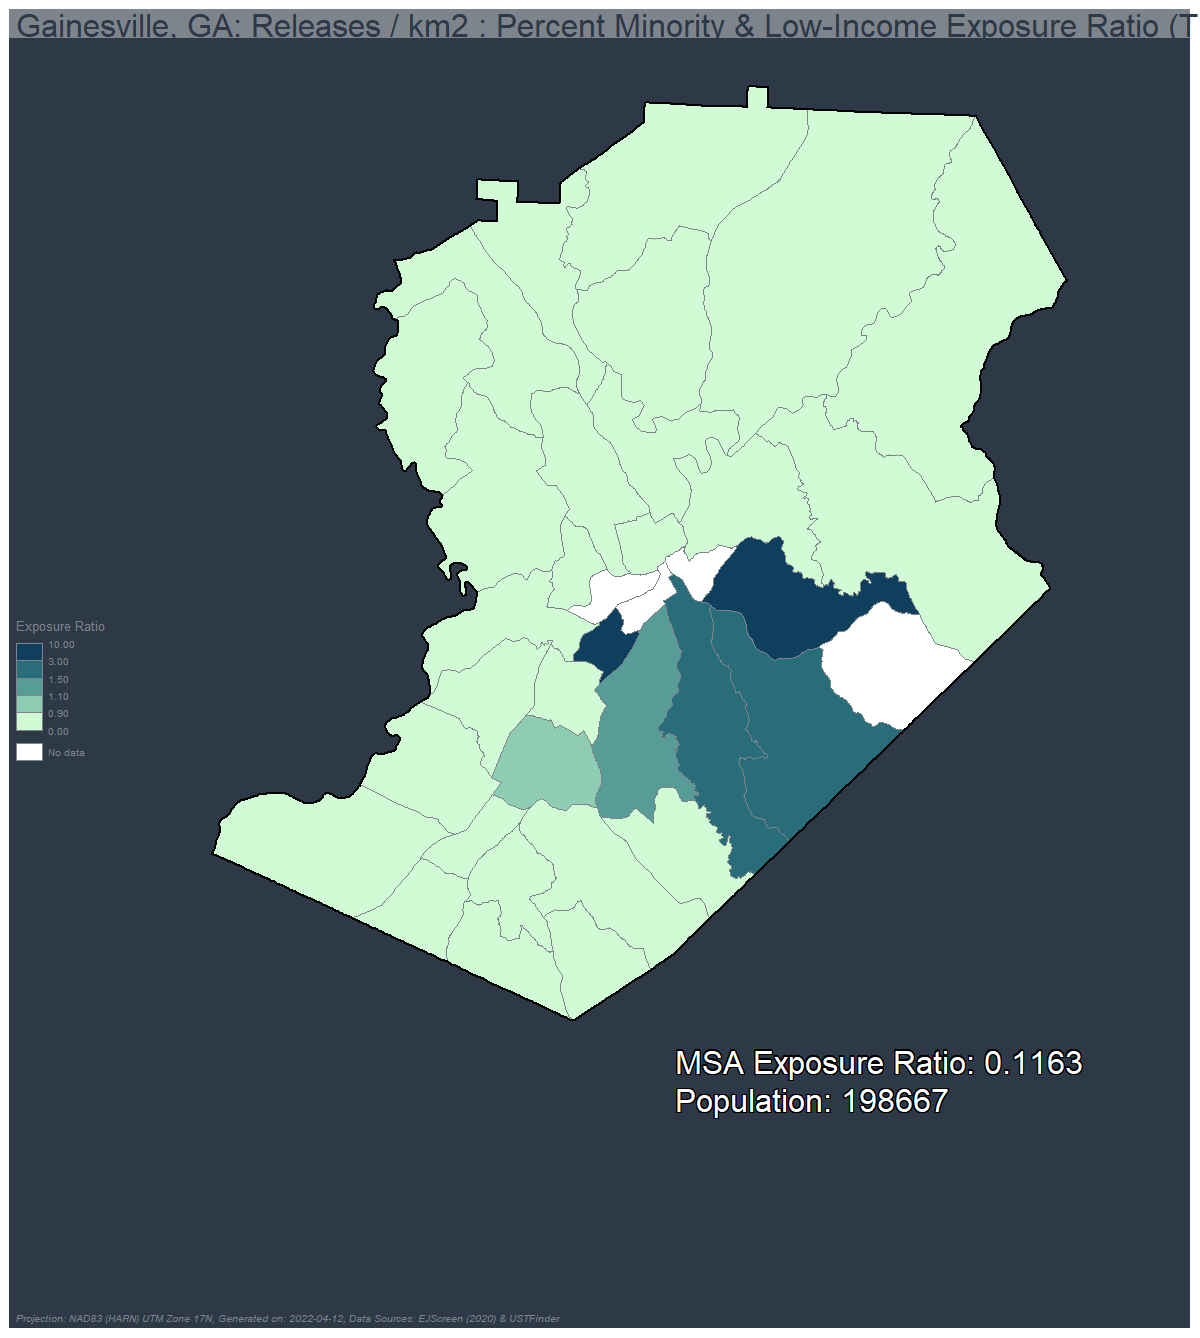 Gainesville, GA: Releases / km2 : Percent Minority & Low-Income Exposure Ratio (T
Exposure Ratio
10.00
3.00
1.50
1.10
0.90
0.00
No data
MSA Exposure Ratio: 0.1163
Population: 198667
Projection: NAD83 (HARN) UTM Zone 17N, Generated on: 2022-04-12, Data Sources: EJScreen (2020) & USTFinder